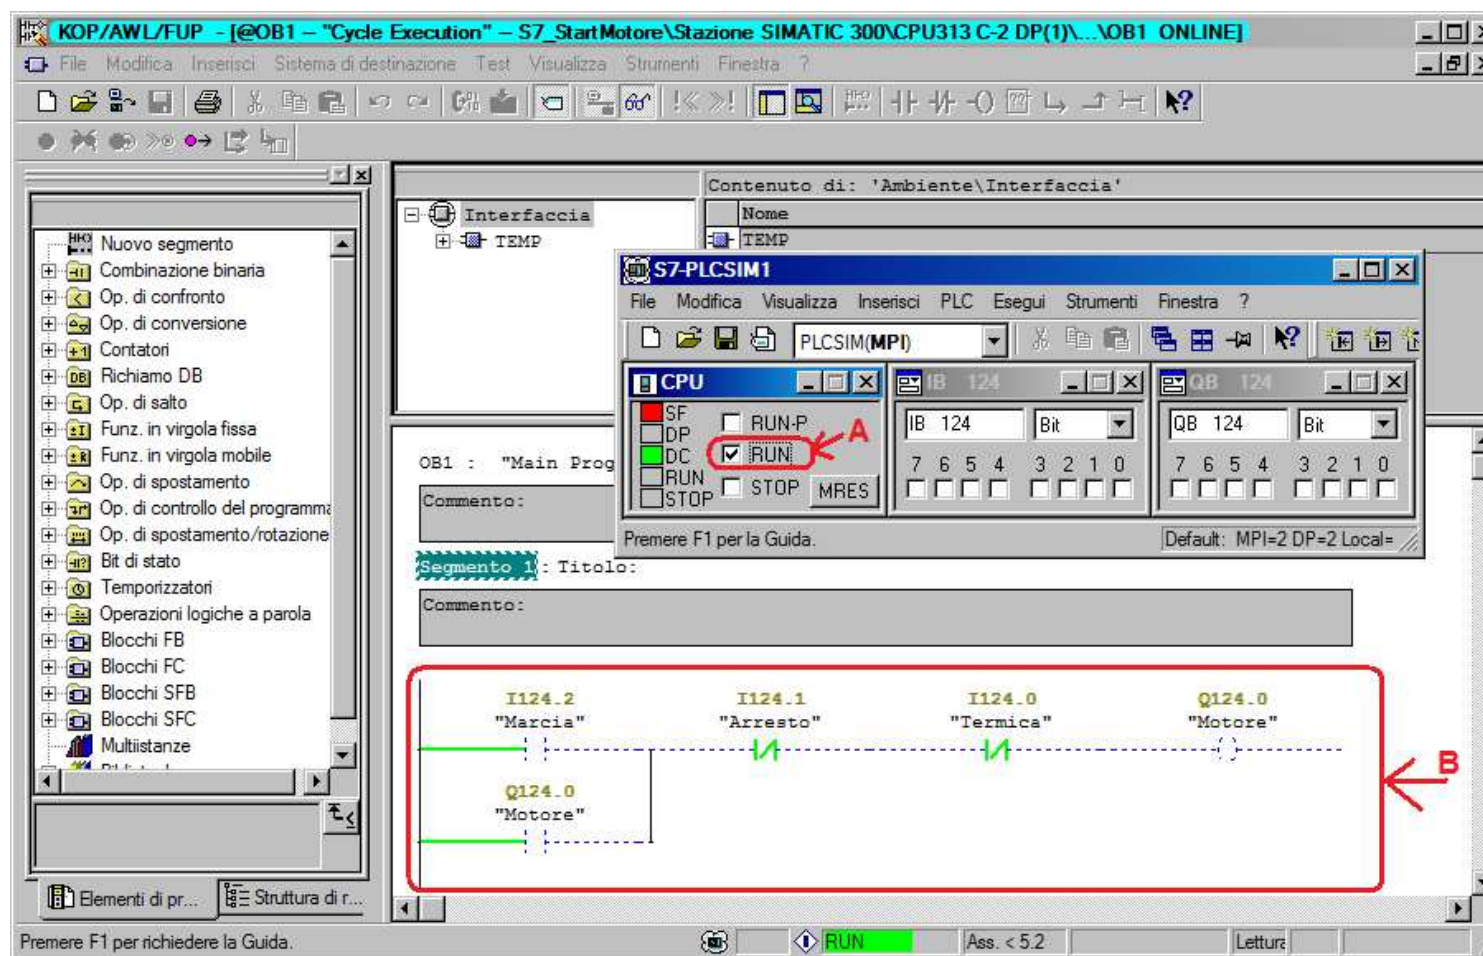 KOP/AWL/FUP - [@OB1 -- "Cycle Execution" -- S7_StartMotore\Stazione SIMATIC 300\CPU313 C-2 DP(1)\...\OB1 ONLINE]
File Modifica Inserisci Sistema di destinazione Test Visualizza Strumenti Finestra ?
Contenuto di: 'Ambiente\Interfaccia'
Interfaccia
TEMP
Nome
TEMP
Nuovo segmento
Combinazione binaria
Op. di confronto
Op. di conversione
Contatori
Richiamo DB
Op. di salto
Funz. in virgola fissa
Funz. in virgola mobile
Op. di spostamento
Op. di controllo del programma
Op. di spostamento/rotazione
Bit di stato
Temporizzatori
Operazioni logiche a parola
Blocchi FB
Blocchi FC
Blocchi SFB
Blocchi SFC
Multiistanze
Elementi di pr... Struttura di r...
S7-PLCSIM1
File Modifica Visualizza Inserisci PLC Esegui Strumenti Finestra ?
PLCSIM(MPI)
CPU
SF
DP
DC
RUN
STOP
RUN-P
RUN
STOP
MRES
A
IB 124
IB 124 Bit
7 6 5 4 3 2 1 0
QB 124
QB 124 Bit
7 6 5 4 3 2 1 0
Premere F1 per la Guida.
Default: MPI=2 DP=2 Local=
OB1 : "Main Prog
Commento:
Segmento 1: Titolo:
Commento:
I124.2 I124.1 I124.0 Q124.0
"Marcia" "Arresto" "Termica" "Motore"
B
Q124.0
"Motore"
Premere F1 per richiedere la Guida.
RUN
Ass. < 5.2
Lettura